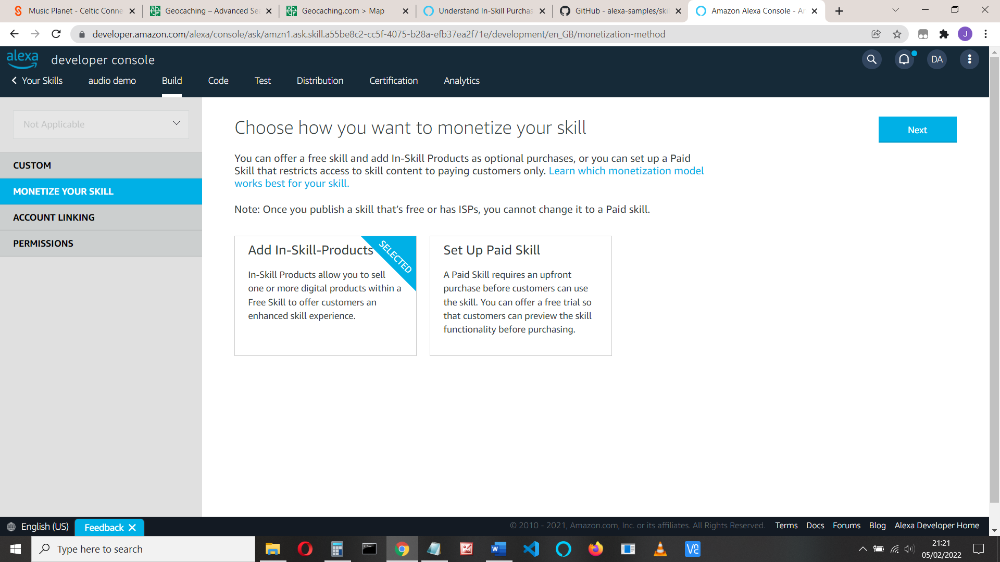 Music Planet - Celtic Conne
Geocaching – Advanced Se
Geocaching.com > Map
Understand In-Skill Purchas
GitHub - alexa-samples/skil
Amazon Alexa Console - Am
developer.amazon.com/alexa/console/ask/amzn1.ask.skill.a55be8c2-cc5f-4075-b28a-efb37ea2f71e/development/en_GB/monetization-method
J
alexa developer console
DA
Your Skills
audio demo
Build
Code
Test
Distribution
Certification
Analytics
Not Applicable
CUSTOM
MONETIZE YOUR SKILL
ACCOUNT LINKING
PERMISSIONS
Choose how you want to monetize your skill
Next
You can offer a free skill and add In-Skill Products as optional purchases, or you can set up a Paid
Skill that restricts access to skill content to paying customers only. Learn which monetization model
works best for your skill.
Note: Once you publish a skill that’s free or has ISPs, you cannot change it to a Paid skill.
Add In-Skill-Products
SELECTED
In-Skill Products allow you to sell
one or more digital products within a
Free Skill to offer customers an
enhanced skill experience.
Set Up Paid Skill
A Paid Skill requires an upfront
purchase before customers can use
the skill. You can offer a free trial so
that customers can preview the skill
functionality before purchasing.
English (US)
Feedback
© 2010 - 2021, Amazon.com, Inc. or its affiliates. All Rights Reserved.
Terms
Docs
Forums
Blog
Alexa Developer Home
Type here to search
21:21
05/02/2022